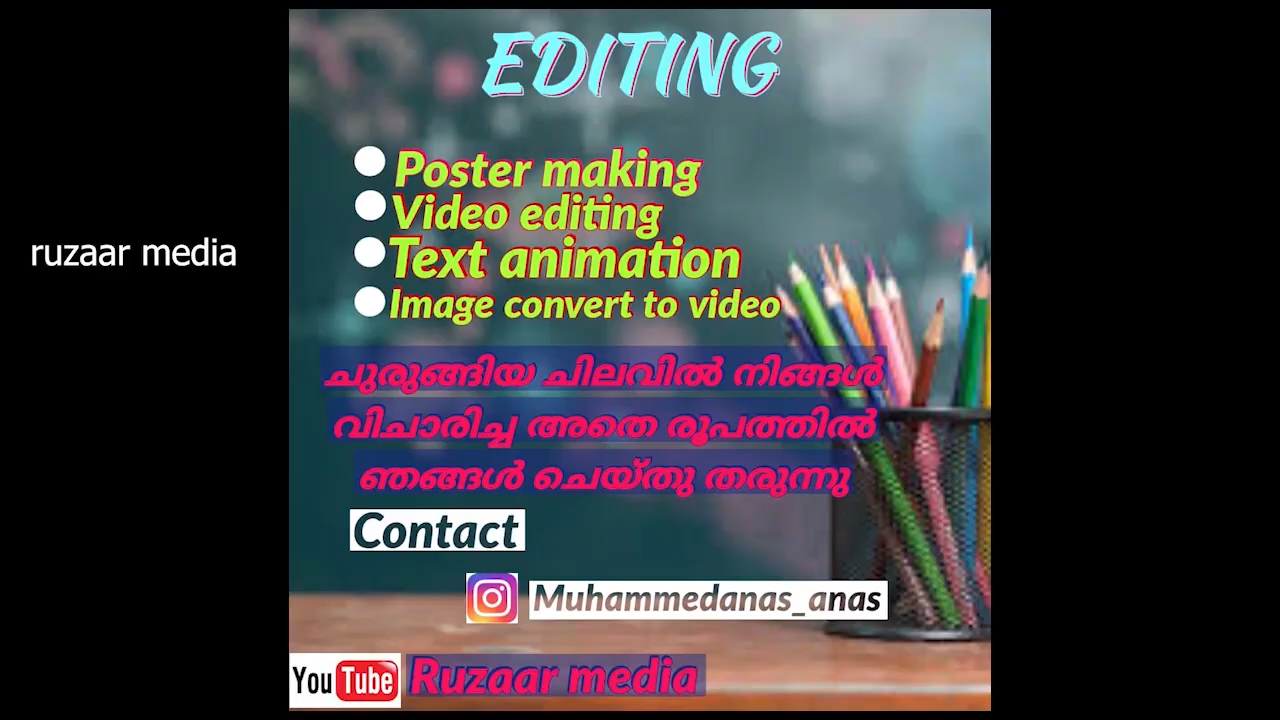 EDITING
Poster making
Video editing
Text animation
Image convert to video
ruzaar media
ചുരുങ്ങിയ ചിലവിൽ നിങ്ങൾ
വിചാരിച്ച അതെ രൂപത്തിൽ
ഞങ്ങൾ ചെയ്തു തരുന്നു
Contact
Muhammedanas_anas
YouTube Ruzaar media